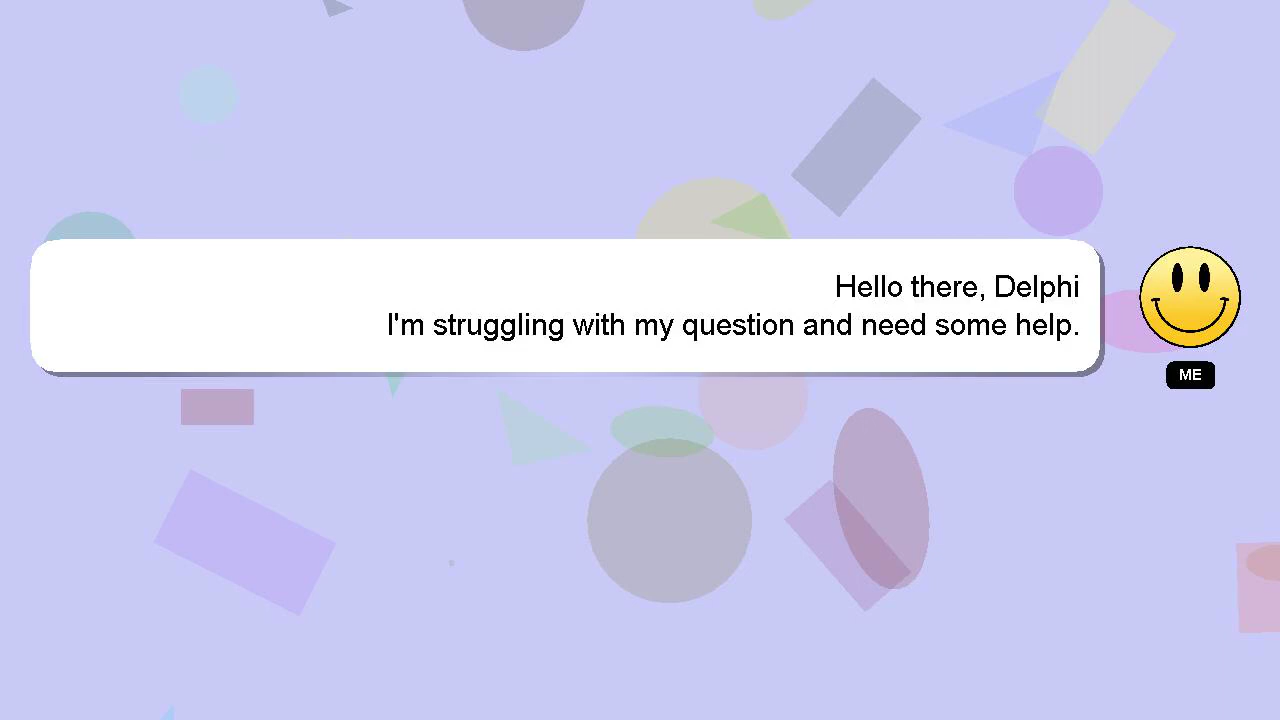 Hello there, Delphi
I'm struggling with my question and need some help.
ME